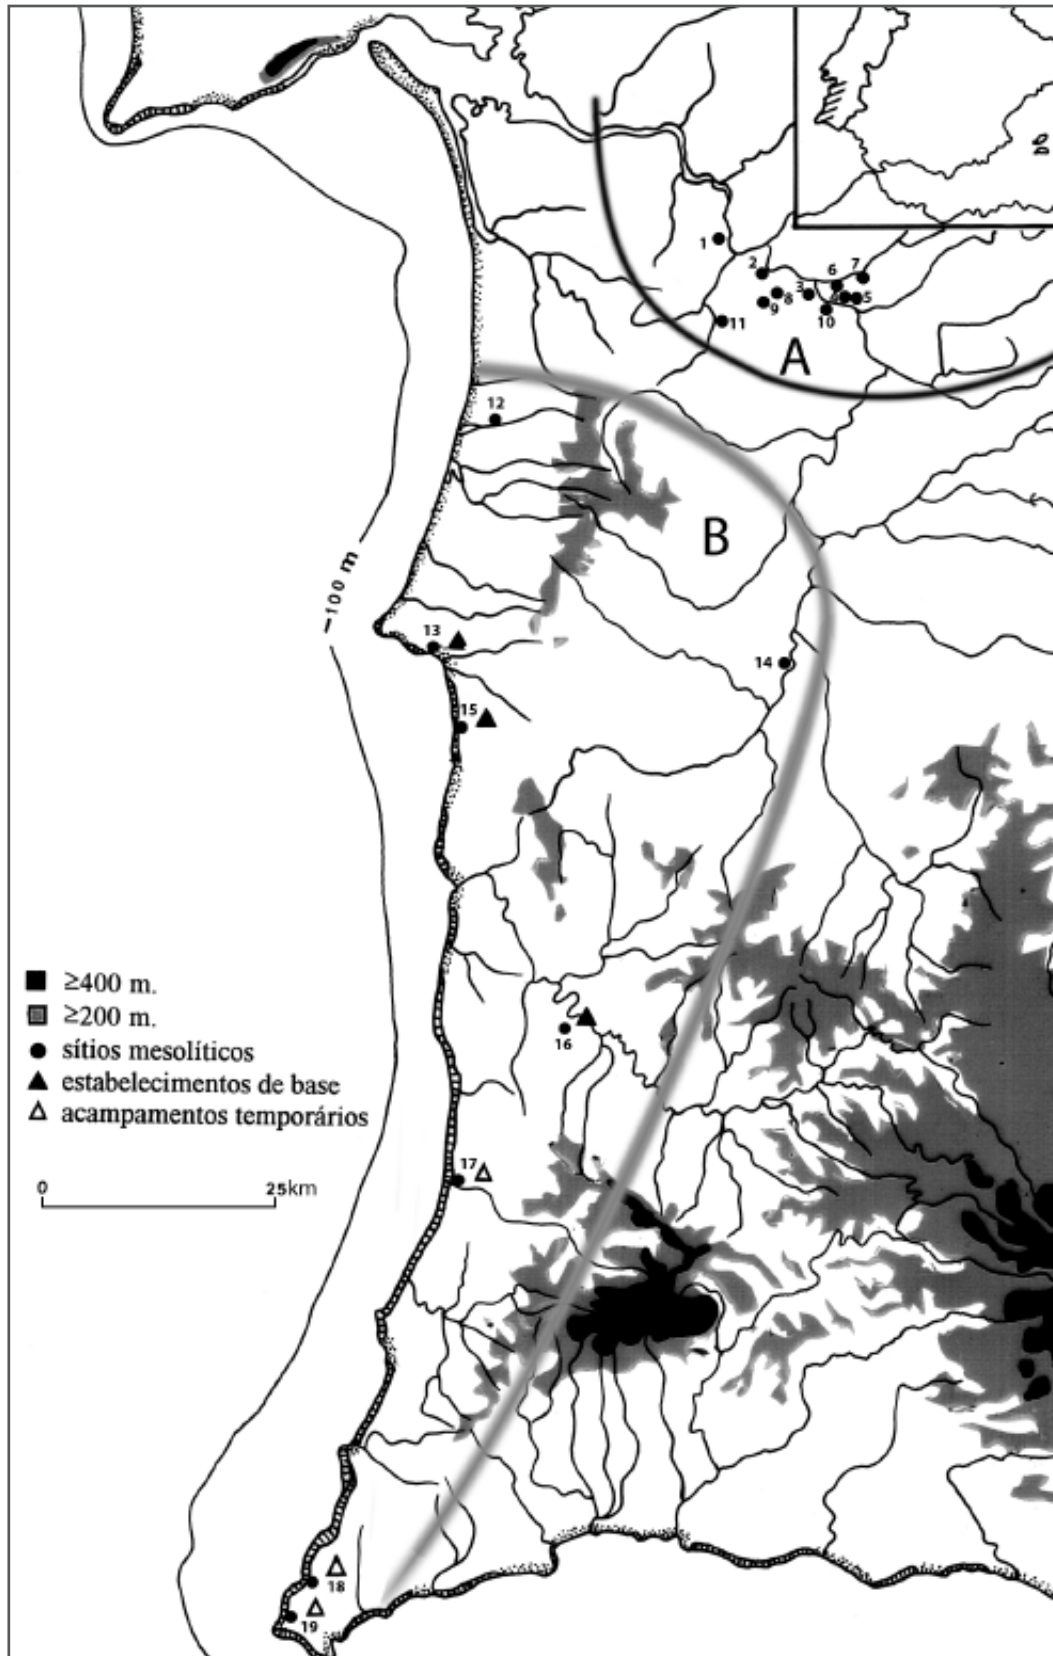 1
2
6
7
3
4
5
8
9
10
11
A
12
B
–100 m
13
14
15
≥400 m.
≥200 m.
sítios mesolíticos
estabelecimentos de base
acampamentos temporários
16
0 25km
17
18
19